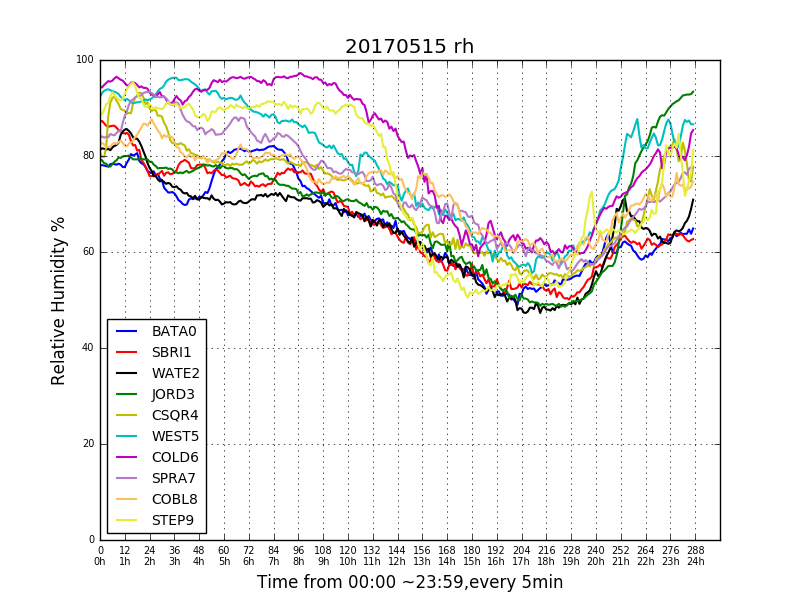 20170515 rh
100
80
60
40
20
0
Relative Humidity %
BATA0
SBRI1
WATE2
JORD3
CSQR4
WEST5
COLD6
SPRA7
COBL8
STEP9
0 12 24 36 48 60 72 84 96 108 120 132 144 156 168 180 192 204 216 228 240 252 264 276 288
0h 1h 2h 3h 4h 5h 6h 7h 8h 9h 10h 11h 12h 13h 14h 15h 16h 17h 18h 19h 20h 21h 22h 23h 24h
Time from 00:00 ~23:59,every 5min